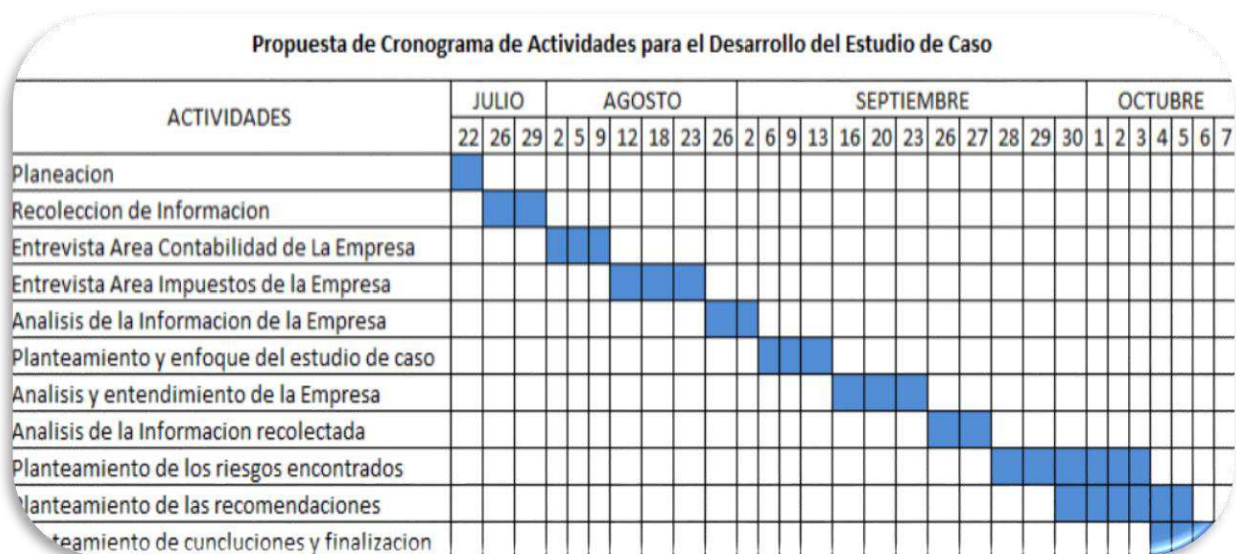 Propuesta de Cronograma de Actividades para el Desarrollo del Estudio de Caso
ACTIVIDADES JULIO AGOSTO SEPTIEMBRE OCTUBRE
22 26 29 2 5 9 12 18 23 26 2 6 9 13 16 20 23 26 27 28 29 30 1 2 3 4 5 6 7
Planeacion
Recoleccion de Informacion
Entrevista Area Contabilidad de La Empresa
Entrevista Area Impuestos de la Empresa
Analisis de la Informacion de la Empresa
Planteamiento y enfoque del estudio de caso
Analisis y entendimiento de la Empresa
Analisis de la Informacion recolectada
Planteamiento de los riesgos encontrados
lanteamiento de las recomendaciones
teamiento de cuncluciones y finalizacion